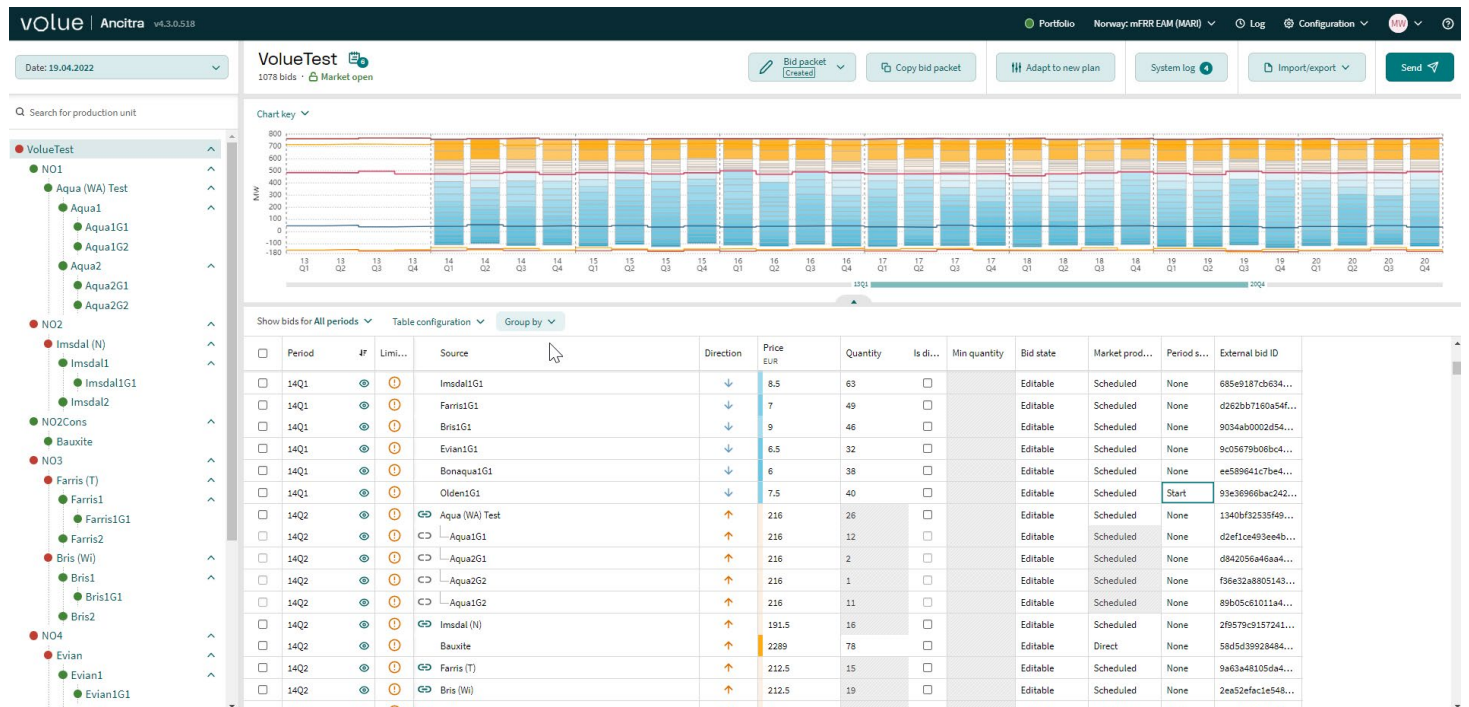 volue | Ancitra v4.3.0.518
Portfolio Norway: mFRR EAM (MARI) Log Configuration MW
Date: 19.04.2022
VolueTest
1078 bids · Market open
Bid packet
Created
Copy bid packet
Adapt to new plan
System log 4
Import/export
Send
Search for production unit
VolueTest
NO1
Aqua (WA) Test
Aqua1
Aqua1G1
Aqua1G2
Aqua2
Aqua2G1
Aqua2G2
NO2
Imsdal (N)
Imsdal1
Imsdal1G1
Imsdal2
NO2Cons
Bauxite
NO3
Farris (T)
Farris1
Farris1G1
Farris2
Bris (Wi)
Bris1
Bris1G1
Bris2
NO4
Evian
Evian1
Evian1G1
Chart key
MW
800
700
600
500
400
300
200
100
0
-100
-180
13 13 13 13 14 14 14 14 15 15 15 15 16 16 16 16 17 17 17 17 18 18 18 18 19 19 19 19 20 20 20 20
Q1 Q2 Q3 Q4 Q1 Q2 Q3 Q4 Q1 Q2 Q3 Q4 Q1 Q2 Q3 Q4 Q1 Q2 Q3 Q4 Q1 Q2 Q3 Q4 Q1 Q2 Q3 Q4 Q1 Q2 Q3 Q4
13Q1 20Q4
Show bids for All periods Table configuration Group by
Period Limi... Source Direction Price EUR Quantity Is di... Min quantity Bid state Market prod... Period s... External bid ID
14Q1 Imsdal1G1 8.5 63 Editable Scheduled None 685e9187cb634...
14Q1 Farris1G1 7 49 Editable Scheduled None d262bb7160a54f...
14Q1 Bris1G1 9 46 Editable Scheduled None 9034ab0002d54...
14Q1 Evian1G1 6.5 32 Editable Scheduled None 9c05679b06bc4...
14Q1 Bonaqua1G1 6 38 Editable Scheduled None ee589641c7be4...
14Q1 Olden1G1 7.5 40 Editable Scheduled Start 93e36966bac242...
14Q2 Aqua (WA) Test 216 26 Editable Scheduled None 1340bf32535f49...
14Q2 Aqua1G1 216 12 Editable Scheduled None d2ef1ce493ee4b...
14Q2 Aqua2G1 216 2 Editable Scheduled None d842056a46aa4...
14Q2 Aqua2G2 216 1 Editable Scheduled None f36e32a8805143...
14Q2 Aqua1G2 216 11 Editable Scheduled None 89b05c61011a4...
14Q2 Imsdal (N) 191.5 16 Editable Scheduled None 2f9579c9157241...
14Q2 Bauxite 2289 78 Editable Direct None 58d5d39928484...
14Q2 Farris (T) 212.5 15 Editable Scheduled None 9a63a48105da4...
14Q2 Bris (Wi) 212.5 19 Editable Scheduled None 2ea52efac1e548...